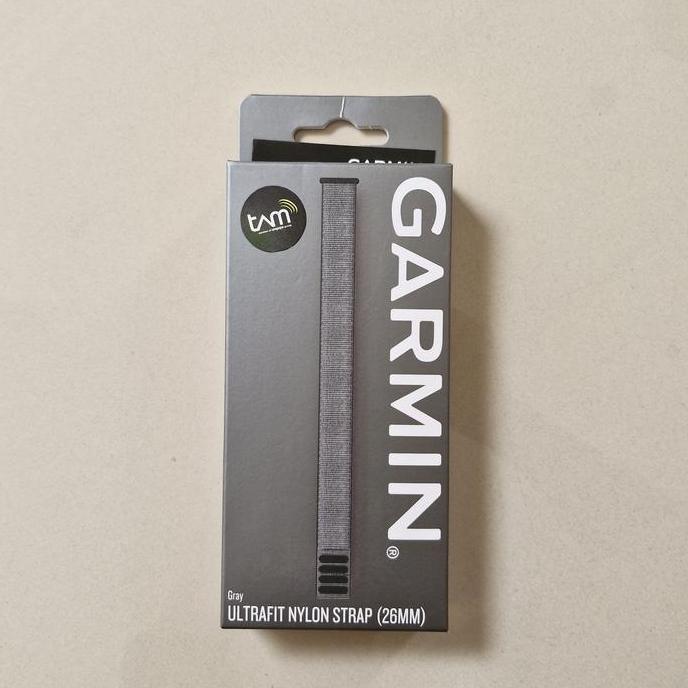 tam
GARMIN®
Gray
ULTRAFIT NYLON STRAP (26MM)